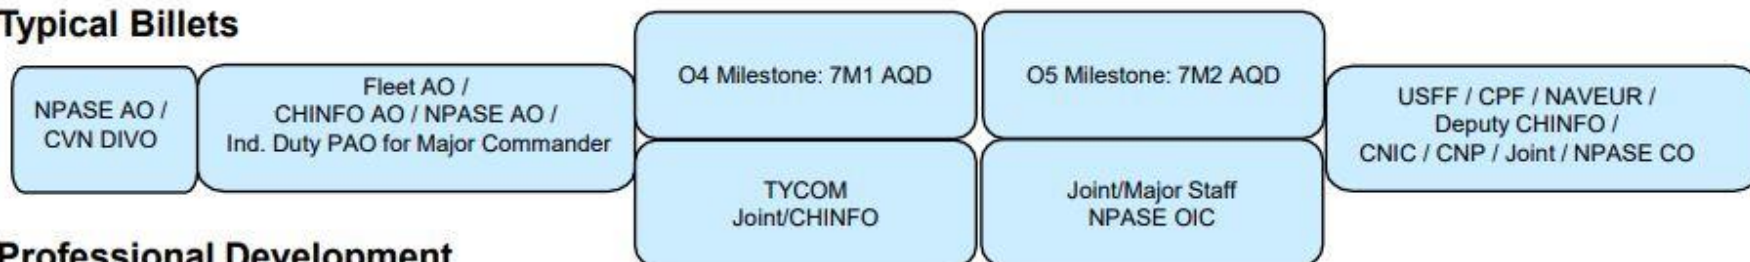 Typical Billets
NPASE AO /
CVN DIVO
Fleet AO /
CHINFO AO / NPASE AO /
Ind. Duty PAO for Major Commander
O4 Milestone: 7M1 AQD
TYCOM
Joint/CHINFO
O5 Milestone: 7M2 AQD
Joint/Major Staff
NPASE OIC
USFF / CPF / NAVEUR /
Deputy CHINFO /
CNIC / CNP / Joint / NPASE CO
Professional Development